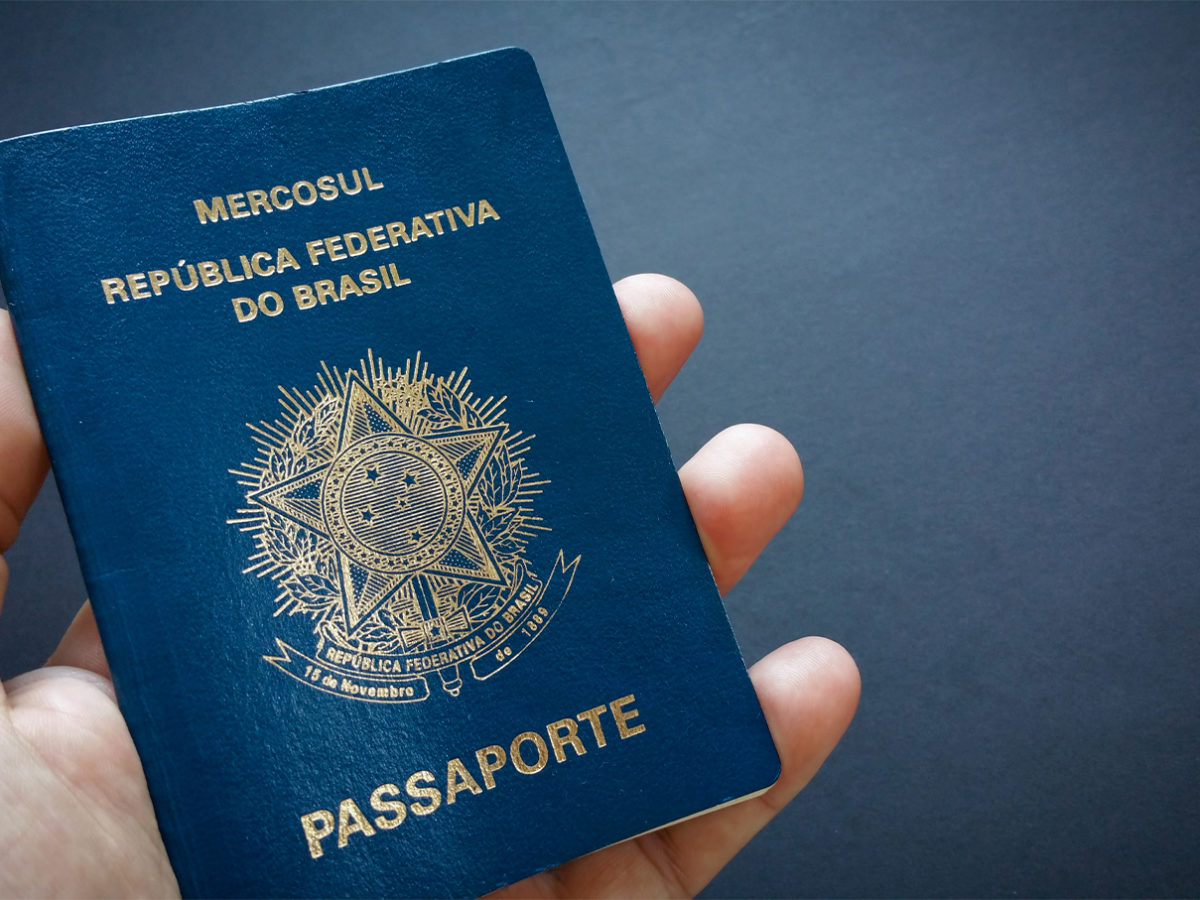 MERCOSUL
REPÚBLICA FEDERATIVA
DO BRASIL
REPÚBLICA FEDERATIVA DO BRASIL
15 de Novembro de 1889
PASSAPORTE